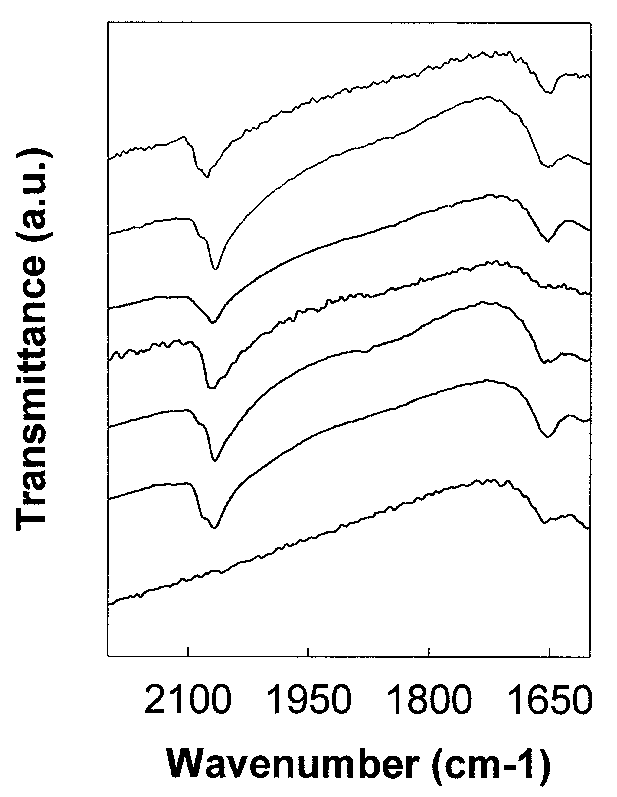 Transmittance (a.u.)
2100 1950 1800 1650
Wavenumber (cm-1)